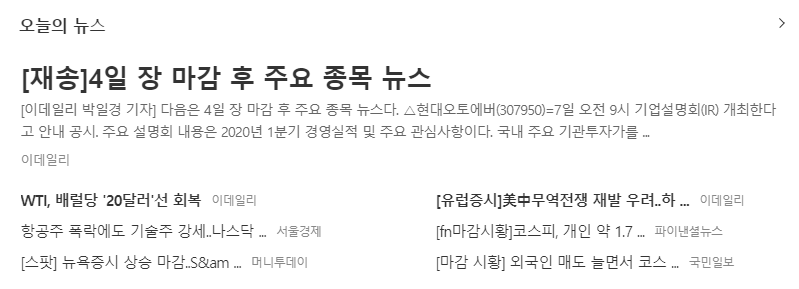 오늘의 뉴스
[재송]4일 장 마감 후 주요 종목 뉴스
[이데일리 박일경 기자] 다음은 4일 장 마감 후 주요 종목 뉴스다. △현대오토에버(307950)=7일 오전 9시 기업설명회(IR) 개최한다
고 안내 공시. 주요 설명회 내용은 2020년 1분기 경영실적 및 주요 관심사항이다. 국내 주요 기관투자가를 ...
이데일리
WTI, 배럴당 '20달러'선 회복 이데일리
[유럽증시]美中무역전쟁 재발 우려..하 ... 이데일리
항공주 폭락에도 기술주 강세..나스닥 ... 서울경제
[fn마감시황]코스피, 개인 약 1.7 ... 파이낸셜뉴스
[스팟] 뉴욕증시 상승 마감..S&am ... 머니투데이
[마감 시황] 외국인 매도 늘면서 코스 ... 국민일보